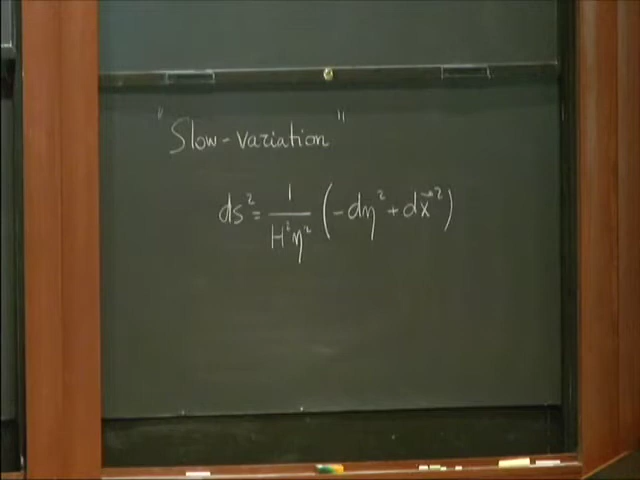 "Slow-variation"
ds² = 1/(H²η²) (-dη² + dx⃗²)